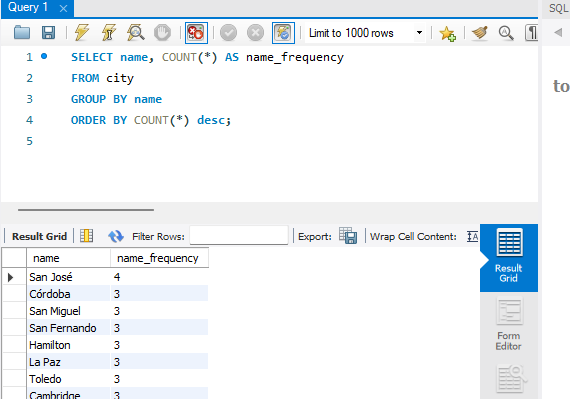 Query 1
SQL
Limit to 1000 rows
1 SELECT name, COUNT(*) AS name_frequency
2 FROM city
3 GROUP BY name
4 ORDER BY COUNT(*) desc;
5
to
Result Grid Filter Rows: Export: Wrap Cell Content:
name name_frequency
San José 4
Córdoba 3
San Miguel 3
San Fernando 3
Hamilton 3
La Paz 3
Toledo 3
Cambridge 3
Result
Grid
Form
Editor